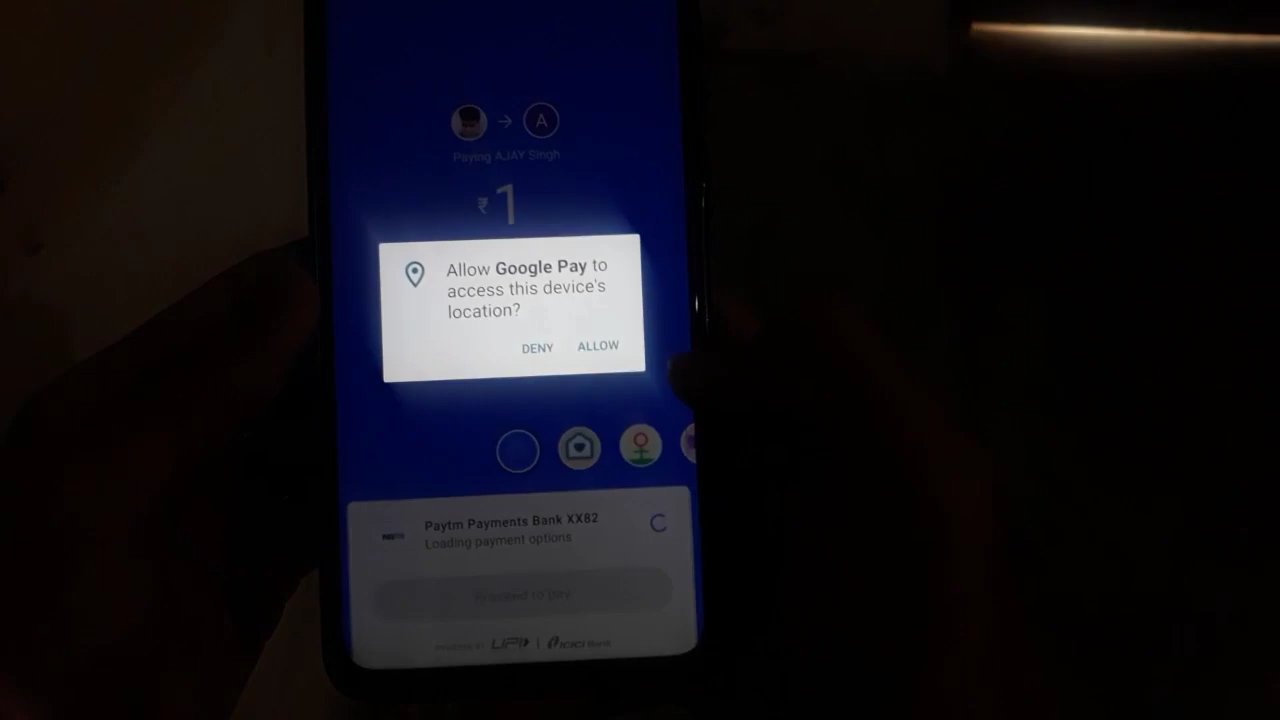 A
Paying AJAY Singh
₹1
Allow Google Pay to
access this device's
location?
DENY ALLOW
Paytm Payments Bank XX82
Loading payment options
Proceed to pay
POWERED BY UPI | ICICI Bank